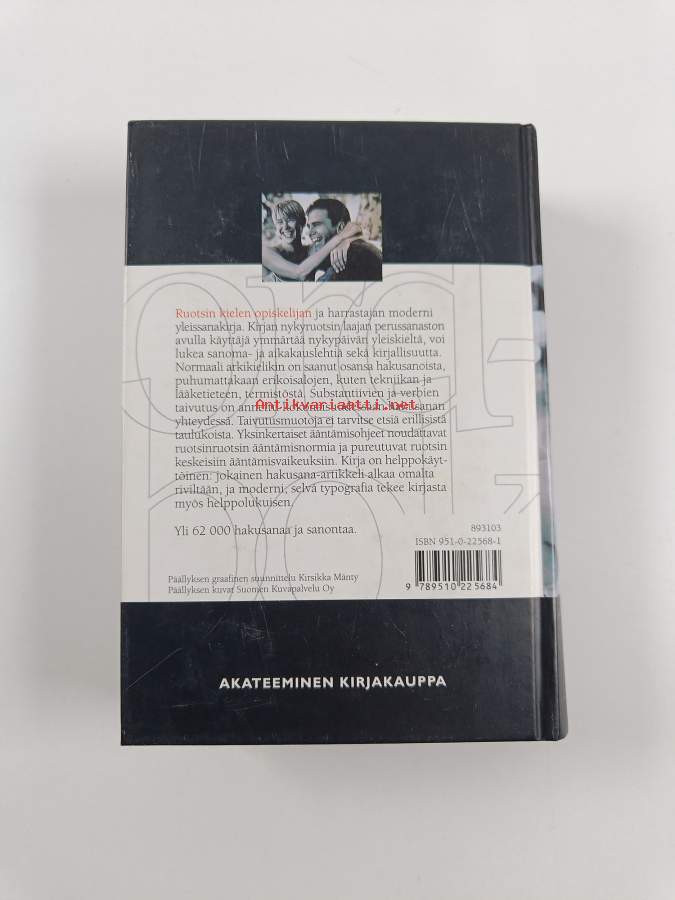 Ruotsin kielen opiskelijan ja harrastajan moderni
yleissanakirja. Kirjan nykyruotsin laajan perussanaston
avulla käyttäjä ymmärtää nykypäivän yleiskieltä, voi
lukea sanoma- ja aikakauslehtiä sekä kirjallisuutta.
Normaali arkikielikin on saanut osansa hakusanoista,
puhumattakaan erikoisalojen, kuten tekniikan ja
lääketieteen, termistöstä. Substantiivien ja verbien
taivutus on annettu hakusanan
Antikvariaatti.net
yhteydessä. Taivutusmuotoja ei tarvitse etsiä erillisistä
taulukoista. Yksinkertaiset ääntämisohjeet noudattavat
ruotsinruotsin ääntämisnormia ja pureutuvat ruotsin
keskeisiin ääntämisvaikeuksiin. Kirja on helppokäyt-
töinen: jokainen hakusana-artikkeli alkaa omalta
riviltään, ja moderni, selvä typografia tekee kirjasta
myös helppolukuisen.
Yli 62 000 hakusanaa ja sanontaa.
893103
ISBN 951-0-22568-1
Päällyksen graafinen suunnittelu Kirsikka Mänty
Päällyksen kuvat Suomen Kuvapalvelu Oy
9 789510 225684
AKATEEMINEN KIRJAKAUPPA